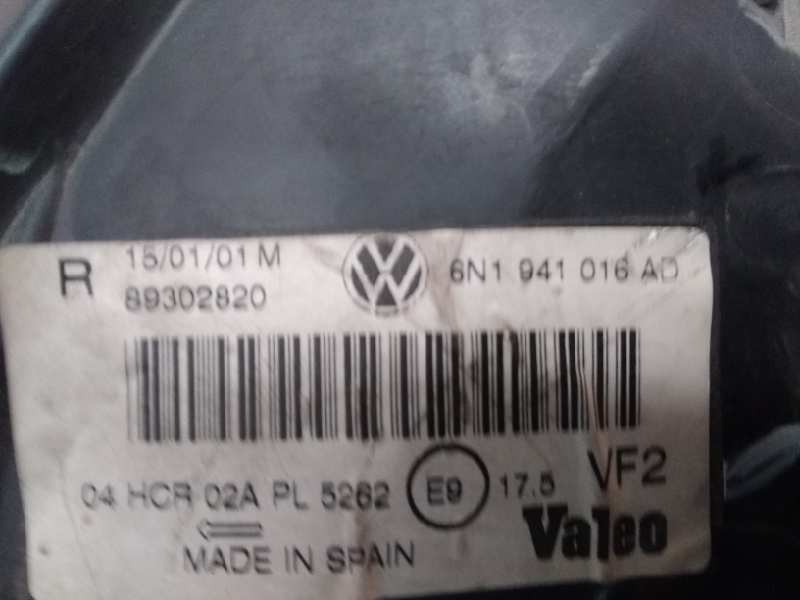 R
15/01/01 M
89302820
6N1 941 016 AD
04 HCR 02A PL 5262
E9
17.5
VF2
MADE IN SPAIN
Valeo